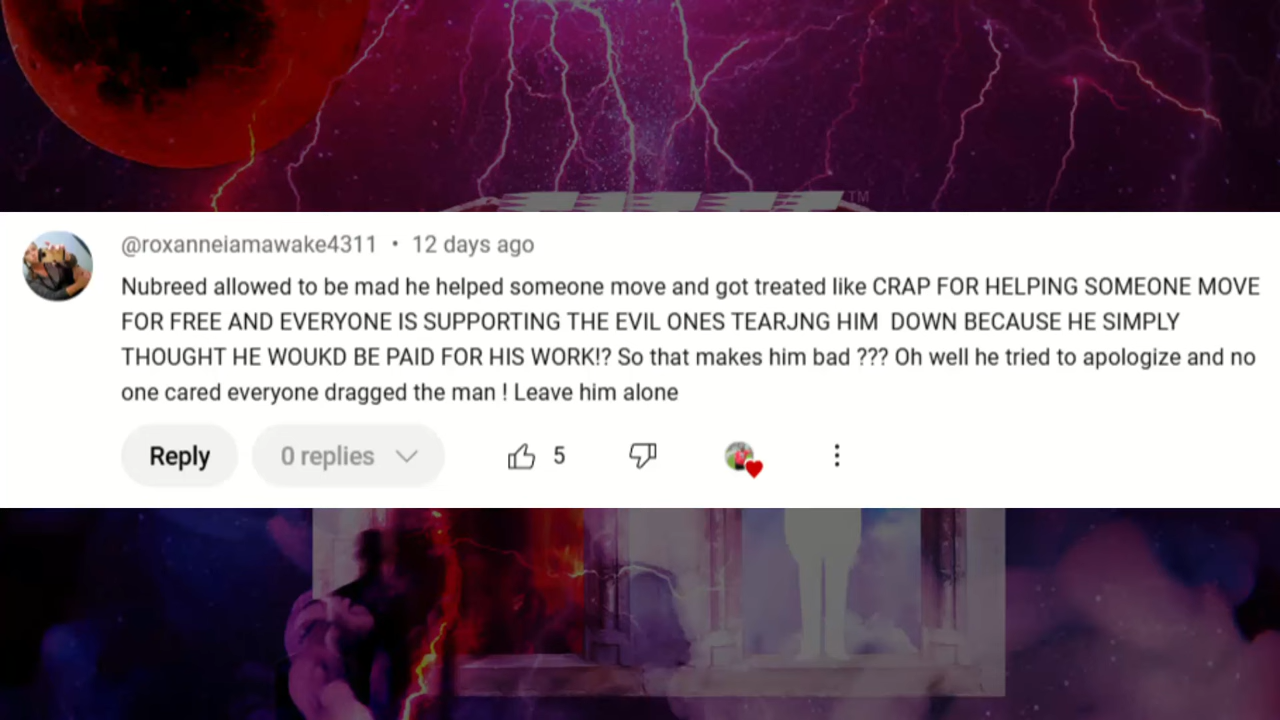 TM
@roxanneiamawake4311 • 12 days ago
Nubreed allowed to be mad he helped someone move and got treated like CRAP FOR HELPING SOMEONE MOVE
FOR FREE AND EVERYONE IS SUPPORTING THE EVIL ONES TEARJNG HIM  DOWN BECAUSE HE SIMPLY
THOUGHT HE WOUKD BE PAID FOR HIS WORK!? So that makes him bad ??? Oh well he tried to apologize and no
one cared everyone dragged the man ! Leave him alone
Reply 0 replies 5